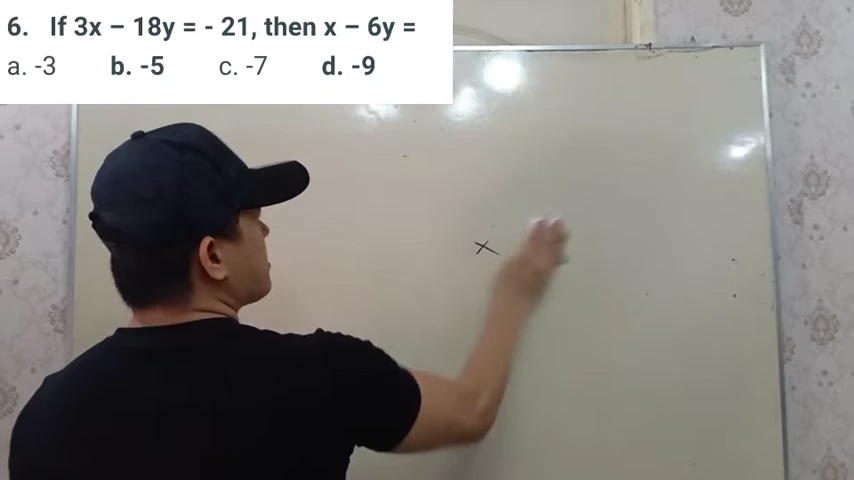 6. If 3x – 18y = - 21, then x – 6y =
a. -3 b. -5 c. -7 d. -9
x